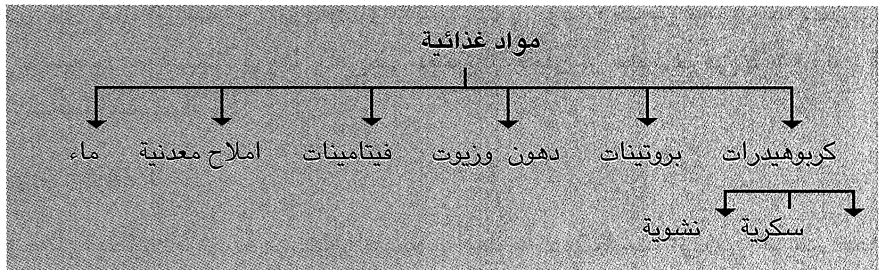 مواد غذائية
كربوهيدرات بروتينات دهون وزيوت فيتامينات املاح معدنية ماء
سكرية نشوية